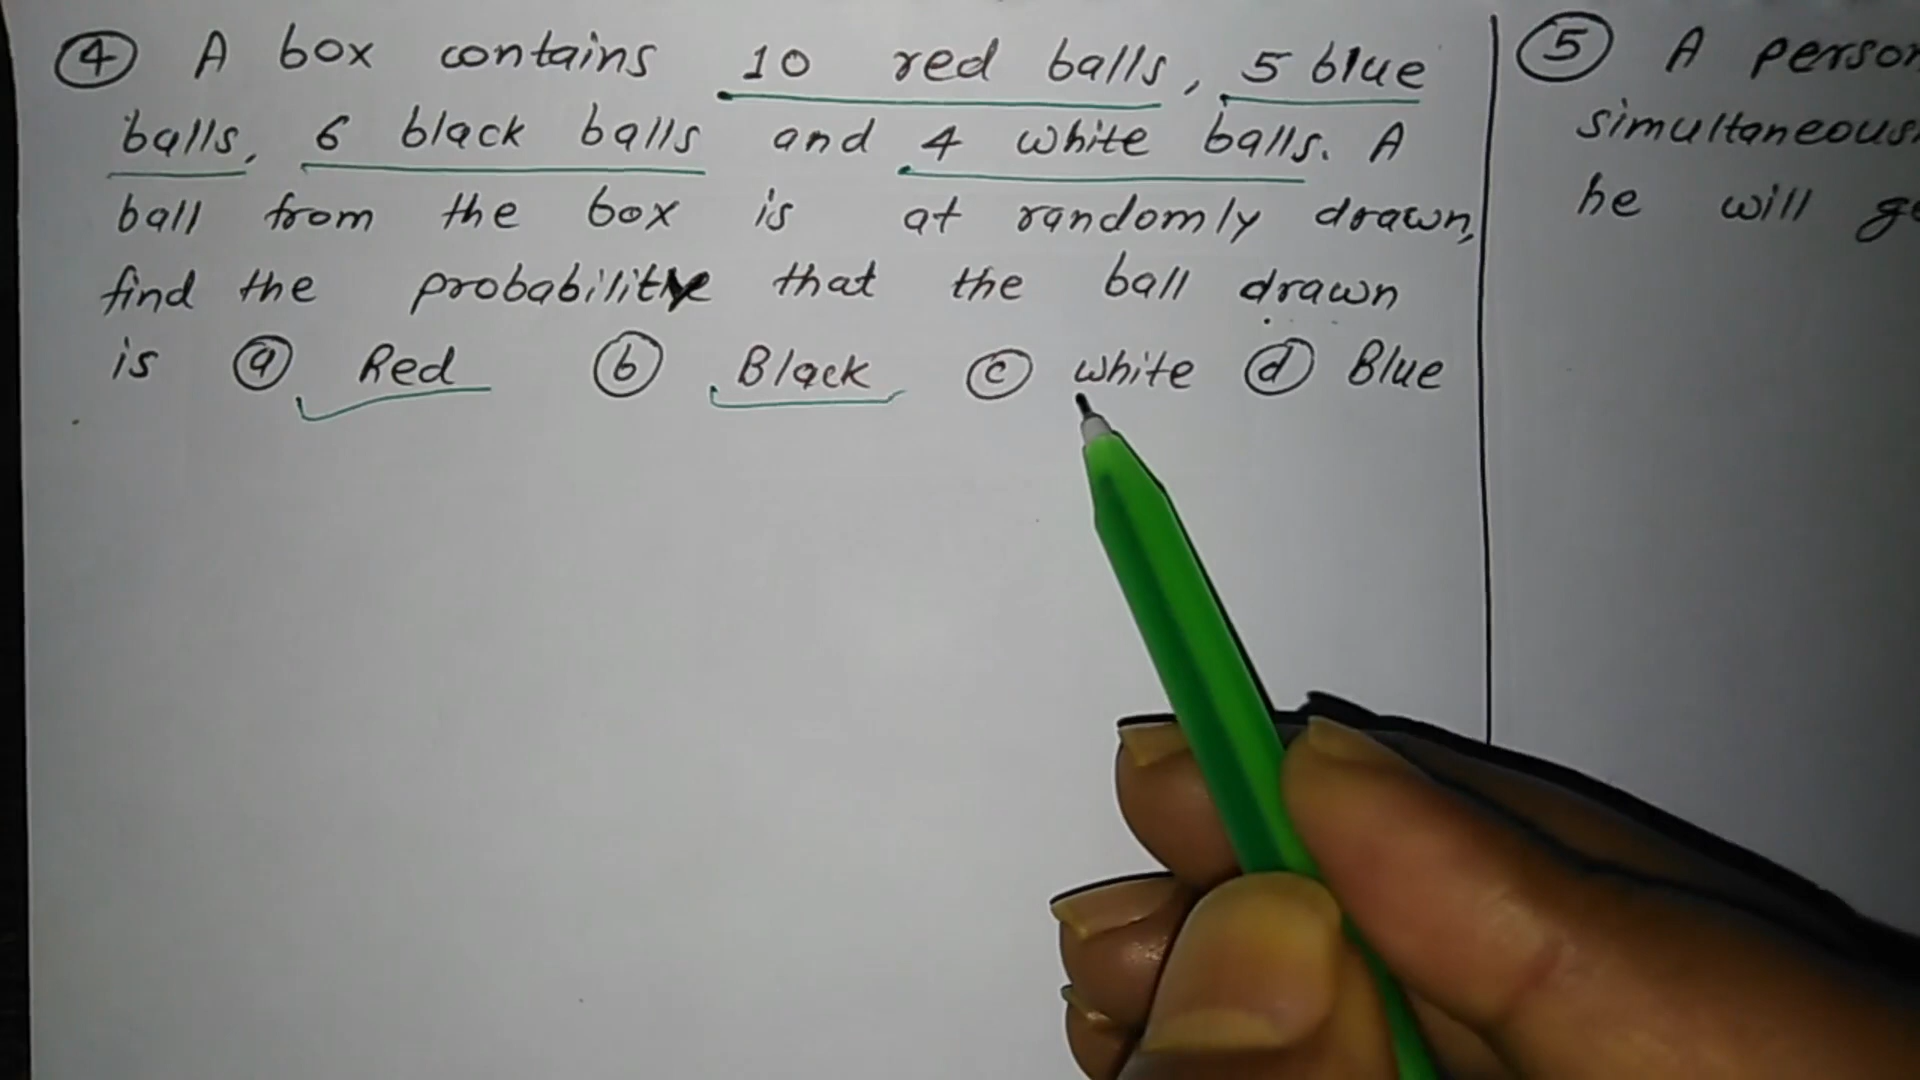 ④ A box contains 10 red balls, 5 blue
balls, 6 black balls and 4 white balls. A
ball from the box is at randomly drawn,
find the probability that the ball drawn
is ⓐ Red ⓑ Black ⓒ white ⓓ Blue
⑤ A person
simultaneous
he will ge